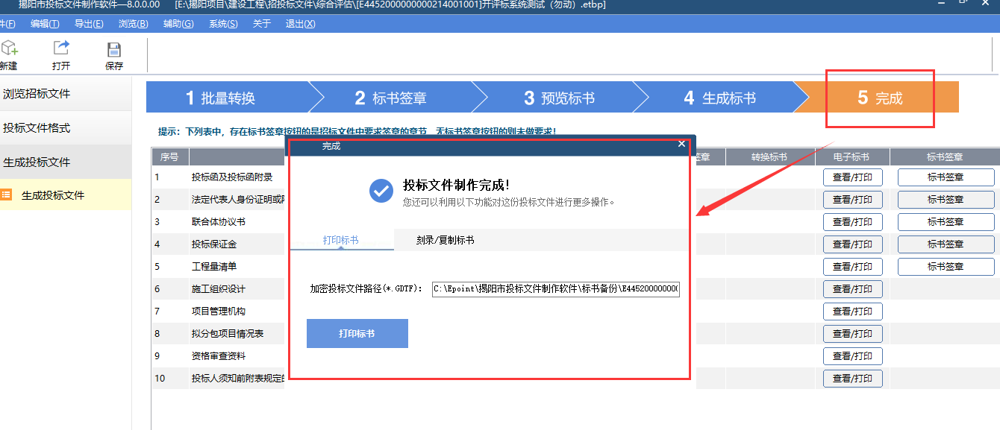 揭阳市投标文件制作软件—8.0.0.00 [E:\揭阳项目\建设工程\招投标文件\综合评估\[E4452000000000214001001]开评标系统测试（勿动）.etbp]
件(F) 编辑(T) 导出(E) 浏览(B) 辅助(G) 系统(S) 关于 退出(X)
新建 打开 保存
浏览招标文件
投标文件格式
生成投标文件
生成投标文件
1 批量转换 2 标书签章 3 预览标书 4 生成标书 5 完成
提示：下列表中，存在标书签章按钮的是招标文件中要求签章的章节，无标书签章按钮的则未做要求！
序号 签章 转换标书 电子标书 标书签章
1 投标函及投标函附录 查看/打印 标书签章
2 法定代表人身份证明或 查看/打印 标书签章
3 联合体协议书 查看/打印 标书签章
4 投标保证金 查看/打印 标书签章
5 工程量清单 查看/打印 标书签章
6 施工组织设计 查看/打印
7 项目管理机构 查看/打印
8 拟分包项目情况表 查看/打印
9 资格审查资料 查看/打印
10 投标人须知前附表规定 查看/打印
完成
投标文件制作完成！
您还可以利用以下功能对这份投标文件进行更多操作。
打印标书 刻录/复制标书
加密投标文件路径(*.GDTF)： C:\Epoint\揭阳市投标文件制作软件\标书备份\E445200000000
打印标书